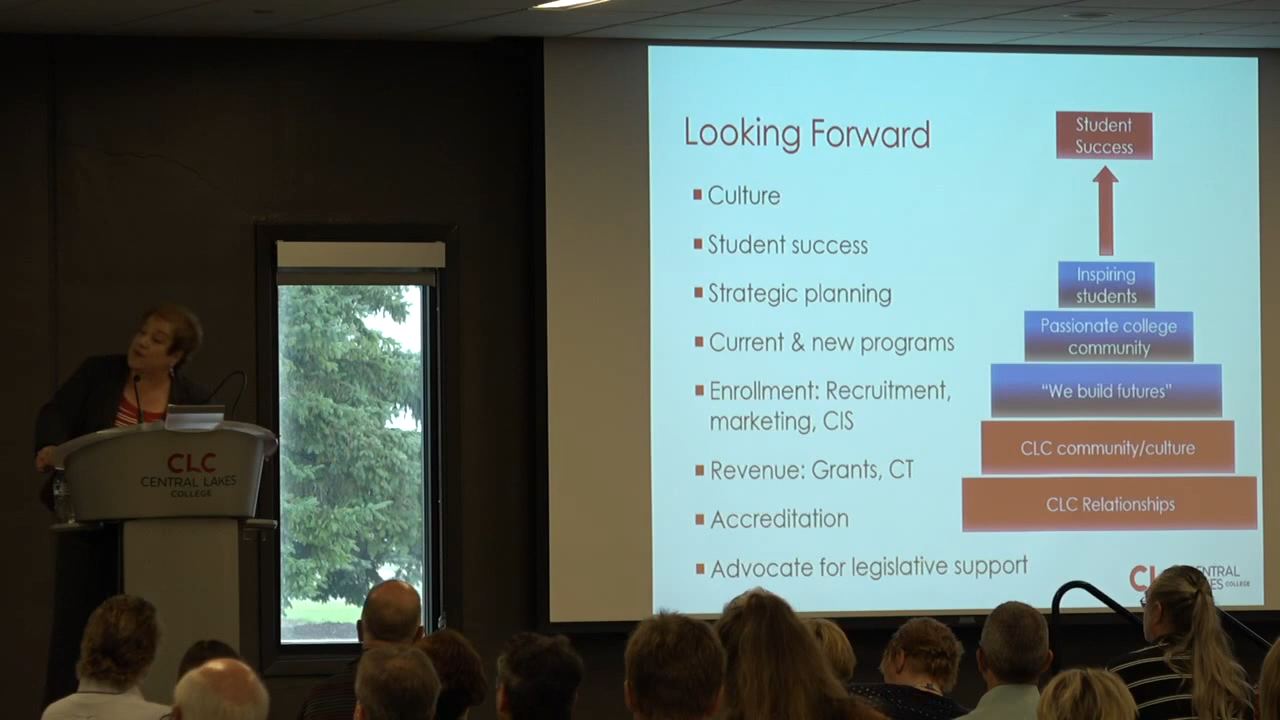 Looking Forward
Culture
Student success
Strategic planning
Current & new programs
Enrollment: Recruitment,
marketing, CIS
Revenue: Grants, CT
Accreditation
Advocate for legislative support
Student
Success
Inspiring
students
Passionate college
community
“We build futures”
CLC community/culture
CLC Relationships
COLLEGE
CLC
CENTRAL LAKES
COLLEGE